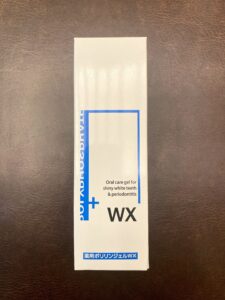 Oral care gel for
shiny white teeth
& periodontitis
+
WX
薬用ポリリンジェルWX